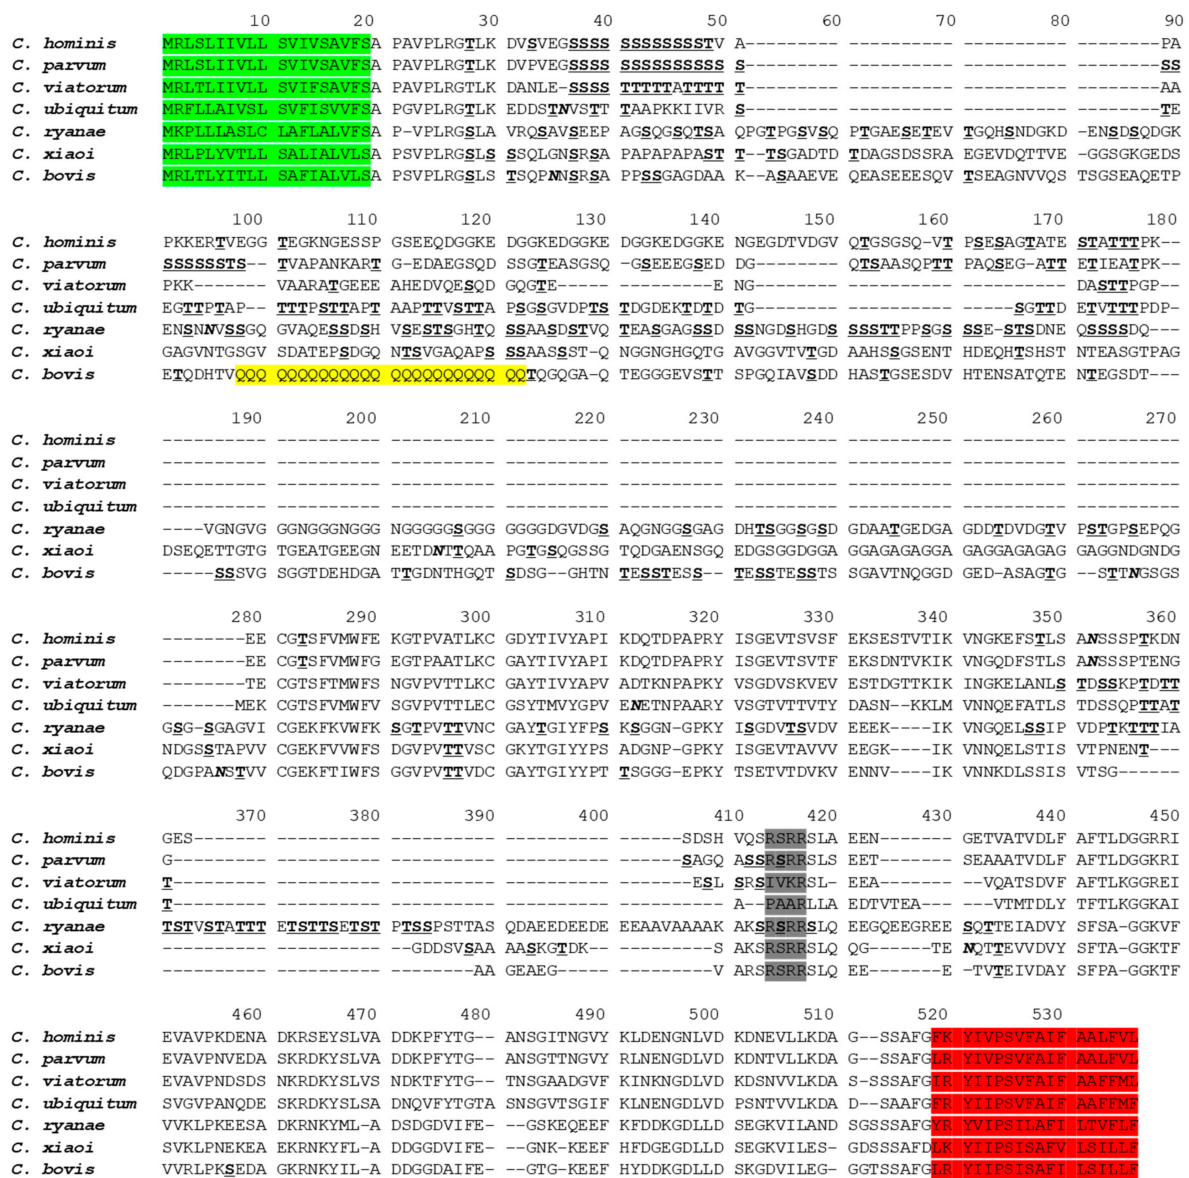 10 20 30 40 50 60 70 80 90
C. hominis MRLSLIIVLL SVIVSAVFSA PAVPLRGTLK DVSVEGSSSS SSSSSSSSTV A--------- ---------- ---------- --------PA
C. parvum MRLSLIIVLL SVIVSAVFSA PAVPLRGTLK DVPVEGSSSS SSSSSSSSSS S--------- ---------- ---------- --------SS
C. viatorum MRLTLIIVLL SVIFSAVFSA PAVPLRGTLK DANLE-SSSS TTTTTATTTT T--------- ---------- ---------- --------AA
C. ubiquitum MRFLLAIVSL SVFISVVFSA PGVPLRGTLK EDDSTNVSTT TAAPKKIIVR S--------- ---------- ---------- --------TE
C. ryanae MKPLLLASLC LAFLALVFSA P-VPLRGSLA VRQSAVSEEP AGSQGSQTSA QPGTPGSVSQ PTGAESETEV TGQHSNDGKD -ENSDSQDGK
C. xiaoi MRLPLYVTLL SALIALVLSA PSVPLRGSLS SSQLGNSRSA PAPAPAPAST T--TSGADTD TDAGSDSSRA EGEVDQTTVE -GGSGKGEDS
C. bovis MRLTLYITLL SAFIALVLSA PSVPLRGSLS TSQPNNSRSA PPSSGAGDAA K--ASAAEVE QEASEEESQV TSEAGNVVQS TSGSEAQETP
100 110 120 130 140 150 160 170 180
C. hominis PKKERTVEGG TEGKNGESSP GSEEQDGGKE DGGKEDGGKE DGGKEDGGKE NGEGDTVDGV QTGSGSQ-VT PSESAGTATE STATTTPK--
C. parvum SSSSSSTS-- TVAPANKART G-EDAEGSQD SSGTEASGSQ -GSEEEGSED DG-------- QTSAASQPTT PAQSEG-ATT ETIEATPK--
C. viatorum PKK------- VAARATGEEE AHEDVQESQD GQGTE----- ---------- ENG------- ---------- ---------- DASTTPGP--
C. ubiquitum EGTTPTAP-- TTTPSTTAPT AAPTTVSTTA PSGSGVDPTS TDGDEKTDTD TG-------- ---------- -----SGTTD ETVTTTPDP-
C. ryanae ENSNNVSSGQ GVAQESSDSH VSESTSGHTQ SSAASDSTVQ TEASGAGSSD SSNGDSHGDS SSSSTTPPSG SSSE-STSDN EQSSSSDQ--
C. xiaoi GAGVNTGSGV SDATEPSDGQ NTSVGAQAPS SSAASSST-Q NGGNGHGQTG AVGGVTVTGD AAHSSGSENT HDEQHTSHST NTEASGTPAG
C. bovis ETQDHTVQQQ QQQQQQQQQQ QQQQQQQQQQ QQTQGQGA-Q TEGGGEVSTT SPGQIAVSDD HASTGSESDV HTENSATQTE NTEGSDT---
190 200 210 220 230 240 250 260 270
C. hominis ---------- ---------- ---------- ---------- ---------- ---------- ---------- ---------- ----------
C. parvum ---------- ---------- ---------- ---------- ---------- ---------- ---------- ---------- ----------
C. viatorum ---------- ---------- ---------- ---------- ---------- ---------- ---------- ---------- ----------
C. ubiquitum ---------- ---------- ---------- ---------- ---------- ---------- ---------- ---------- ----------
C. ryanae ----VGNGVG GGNGGGNGGG NGGGGGSGGG GGGGDGVDGS AQGNGGSGAG DHTSGGSGSD GDAATGEDGA GDDTDVDGTV PSTGPSEPQG
C. xiaoi DSEQETTGTG TGTEATGEEGN EETDNTTQAA PGTGSQGSSG TQDGAENSGQ EDGSGGDGGA GGAGAGAGGA GAGGAGAGAG GAGGNDGNDG
C. bovis -----SSSVG SGGTDEHDGA TTGDNTHGQT SDSG--GHTN TESSTESS-- TESSTESSTS SGAVTNQGGD GED-ASAGTG -STTNGSGS
280 290 300 310 320 330 340 350 360
C. hominis --------EE CGTSFVMWFE KGTPVATLKC GDYTIVYAPI KDQTDPAPRY ISGEVTSVSF EKSESTVTIK VNGKEFSTLS ANSSSPTKDN
C. parvum --------EE CGTSFVMWFG EGTPAATLKC GAYTIVYAPI KDQTDPAPRY ISGEVTSVTF EKSDNTVKIK VNGQDFSTLS ANSSSPTENG
C. viatorum --------TE CGTSFTMWFS NGVPVTTLKC GAYTIVYAPV ADTKNPAPKY VSGDVSKVEV ESTDGTTKIK INGKELANLS TDSSKPTDTT
C. ubiquitum --------MEK CGTSFVMWFS VGVPVTTLEC GSYTMVYGPV ENETNPAARY VSGTVTTVTY DASN-KKLM VNNQEFATLS TDSSQPTTAT
C. ryanae GSG-SGAGVI CGEKFKVWFK SGTPVTTVNC GAYTGIYFPS KSGGN-GPKY ISGDVTSVDV EEEK----IK VNGQELSSIP VDPTKTTTIA
C. xiaoi NDGSSTAPVV CGEKFVVWFS DGVPVTTVSC GKYTGIYYPS ADGNP-GPKY ISGEVTAVVV EEGK----IK VNNQELSTIS VTPNENT---
C. bovis QDGPANSTVV CGEKFTIWFS GGVPVTTVDC GAYTGIYYPT TSGGG-EPKY TSETVTDVKV ENNV----IK VNNKDLSSIS VTSG------
370 380 390 400 410 420 430 440 450
C. hominis GES------- ---------- ---------- ---------- -----SDSH VQSRSRRSLA EEN------- GETVATVDLF AFTLDGGRRI
C. parvum G--------- ---------- ---------- ---------- -----SAGQA ASSRSRRSLS EET------- SEAAATVDLF AFTLDGGKRI
C. viatorum T--------- ---------- ---------- ---------- ------ESL SRSIVKRSL- EEA------- --VQATSDVF AFTLKGGREI
C. ubiquitum T--------- ---------- ---------- ---------- ---------- A-PAARLLA EDTVTEA--- --VTMTDLY TFTLKGGKAI
C. ryanae TSTVSTATTT ETSTTSETST PTSSPSTTAS QDAEEDEEDE EEAAVAAAAK AKSRSRRSLQ EEGQEEGREE SQTTEIADVY SFSA-GGKVF
C. xiaoi ---------- ---------- --GDDSVSAA AASKGTDK-- ---------- SAKSRSRRSLQ QG------TE NQTTEVVDVY SFTA-GGKTF
C. bovis ---------- ---------- -------AA GEAEG----- ---------- VARSRSRRSLQ EE-------- -TVTEIVDAY SFPA-GGKTF
460 470 480 490 500 510 520 530
C. hominis EVAVPKDENA DKRSEYSLVA DDKPFYTG-- ANSGITNGVY KLDENGNLVD KDNEVLLKDA G--SSAFGFK YIVPSVFAIF AALFVL
C. parvum EVAVPNVEDA SKRDKYSLVA DDKPFYTG-- ANSGTTNGVY RLNENGDLVD KDNTVLLKDA G--SSAFGLR YIVPSVFAIF AALFVL
C. viatorum EVAVPNDSDS NKRDKYSLVS NDKTFYTG-- TNSGAADGVF KINKNGDLVD KDSNVVLKDA S-SSSAFGIR YIIPSVFAIF AAFFML
C. ubiquitum SVGVPANQDE SKRDKYSLSA DNQVFYTGTA SNSGVTSGIF KLNENGDLVD PSNTVVLKDA D--SSAFGFR YIIPSVFAIF AAFFMF
C. ryanae VVKLPKEESA DKRNKYML-A DSDGDVIFE- --GSKEQEEF KFDDKGDLLD SEGKVILAND SGSSSAFGYR YVIPSILAFI LTVFLF
C. xiaoi SVKLPNEKEA EKRNKYFL-A DDGGDVIFE- --GNK-KEEF HFDGEGDLLD SEGKVILES- GDSSSAFDLK YIIPSISAFV LSILLF
C. bovis VVRLPKSEDA GKRNKYIL-A DDGGDAIFE- --GTG-KEEF HYDDKGDLLD SKGDVILEG- GGTSSAFGLR YIIPSISAFI LSILLF